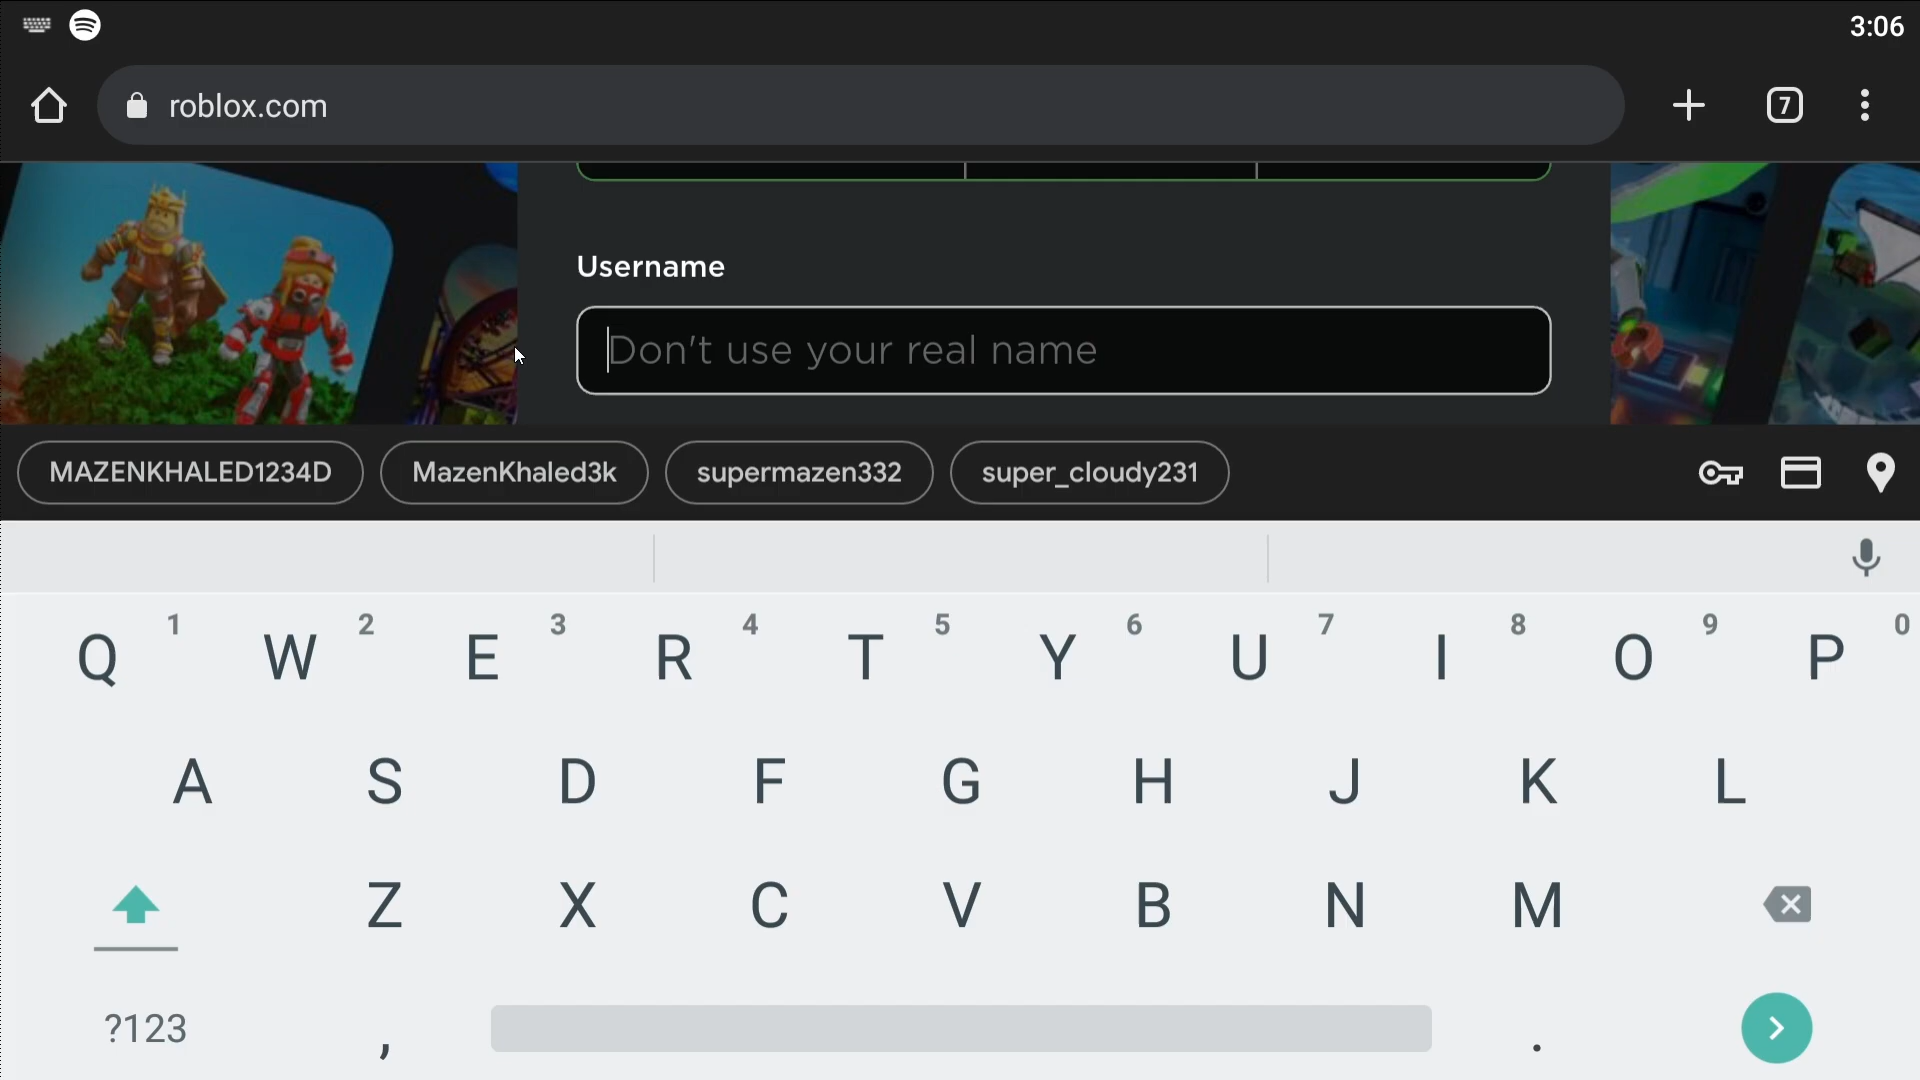 3:06
roblox.com
7
Username
Don't use your real name
MAZENKHALED1234D MazenKhaled3k supermazen332 super_cloudy231
1 2 3 4 5 6 7 8 9 0
Q W E R T Y U I O P
A S D F G H J K L
Z X C V B N M
?123 , .